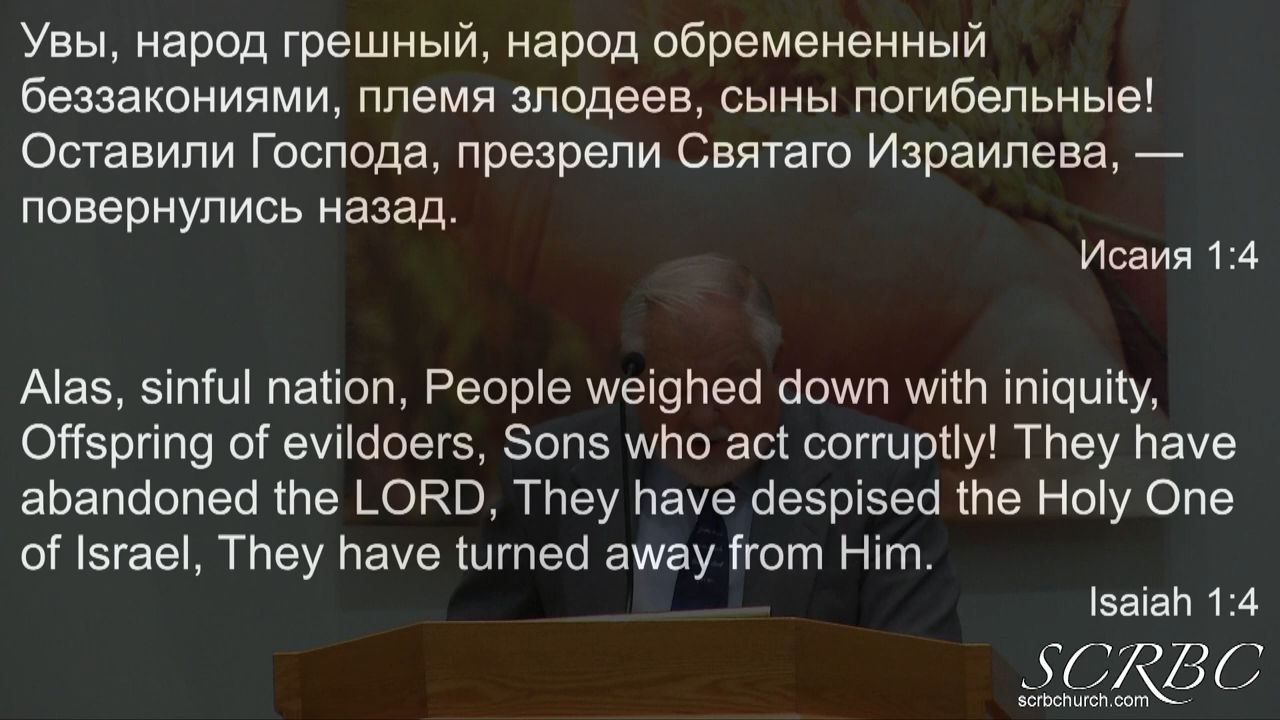 Увы, народ грешный, народ обремененный
беззакониями, племя злодеев, сыны погибельные!
Оставили Господа, презрели Святаго Израилева, —
повернулись назад.
Исаия 1:4
Alas, sinful nation, People weighed down with iniquity,
Offspring of evildoers, Sons who act corruptly! They have
abandoned the LORD, They have despised the Holy One
of Israel, They have turned away from Him.
Isaiah 1:4
SCRBC
scrbchurch.com